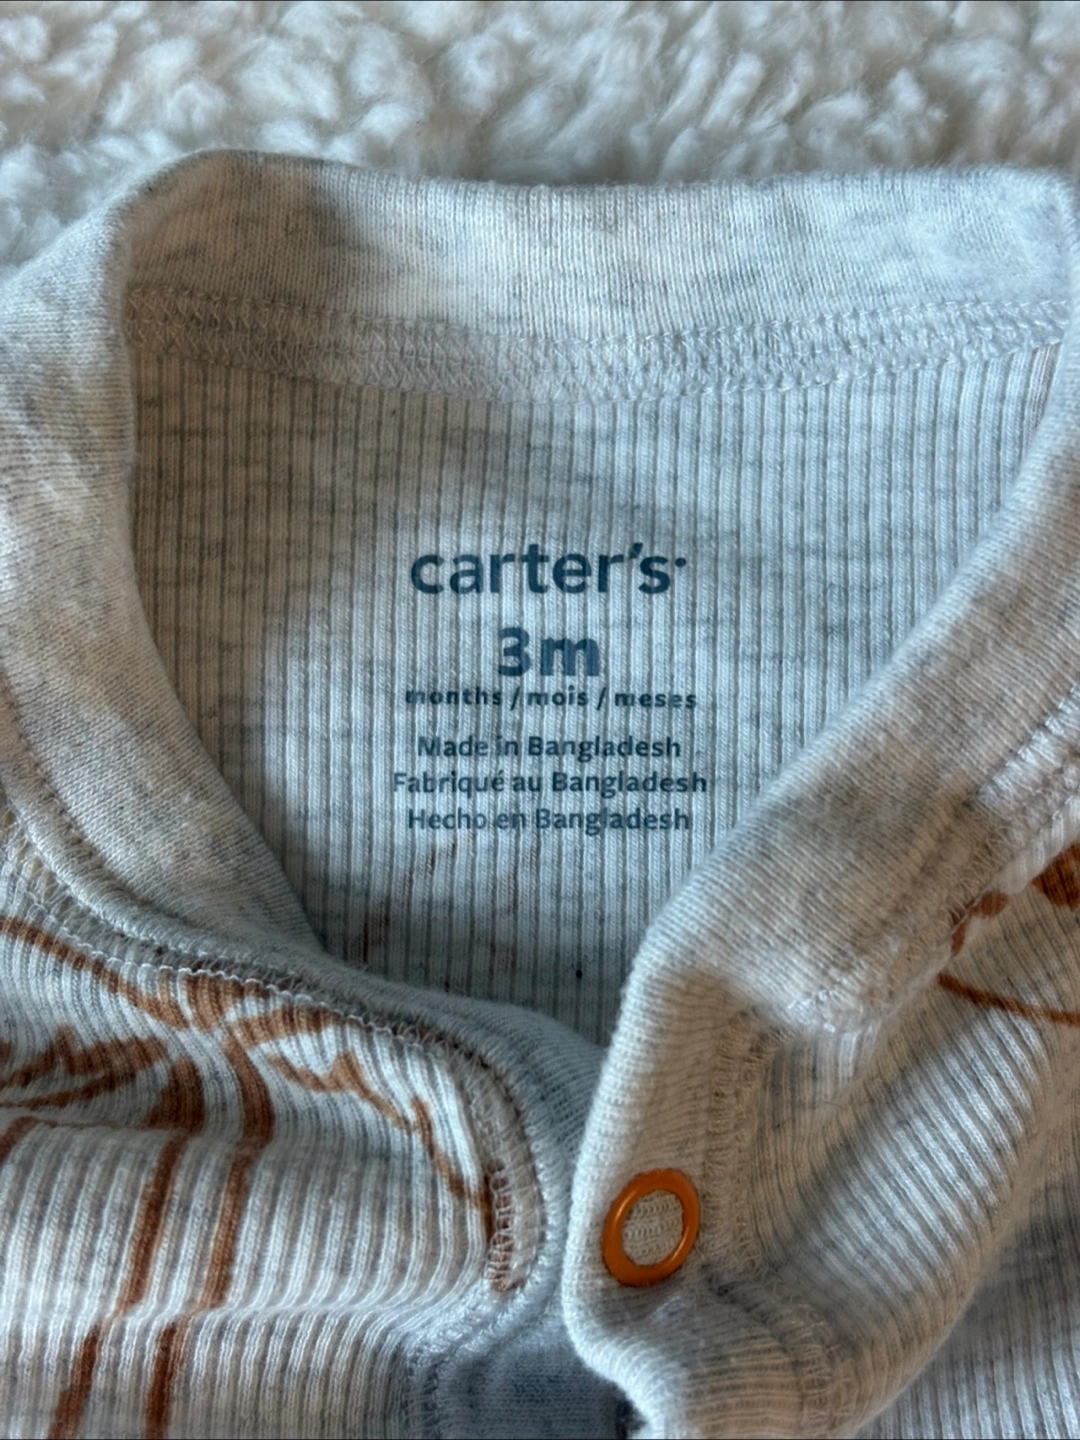 carter's
3m
months / mois / meses
Made in Bangladesh
Fabriqué au Bangladesh
Hecho en Bangladesh